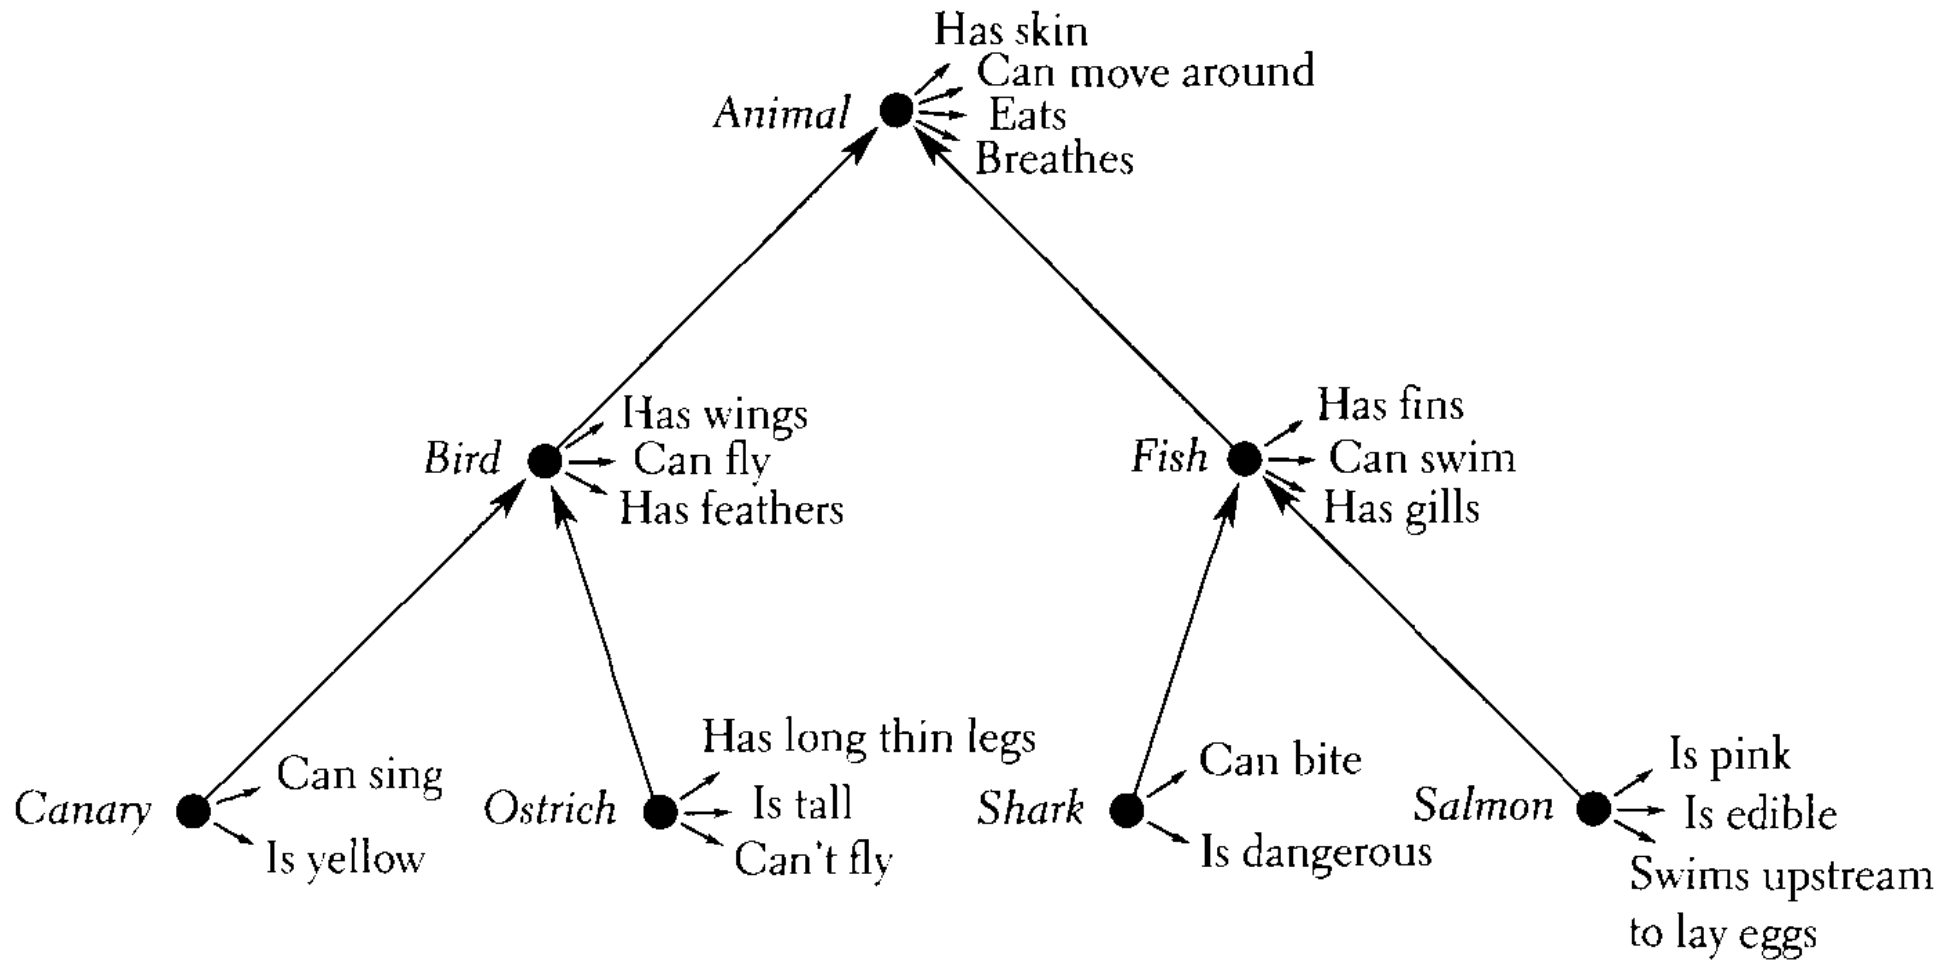 Has skin
Can move around
Animal
Eats
Breathes
Has wings
Bird
Can fly
Has feathers
Has fins
Fish
Can swim
Has gills
Can sing
Canary
Is yellow
Has long thin legs
Ostrich
Is tall
Can't fly
Can bite
Shark
Is dangerous
Is pink
Salmon
Is edible
Swims upstream
to lay eggs